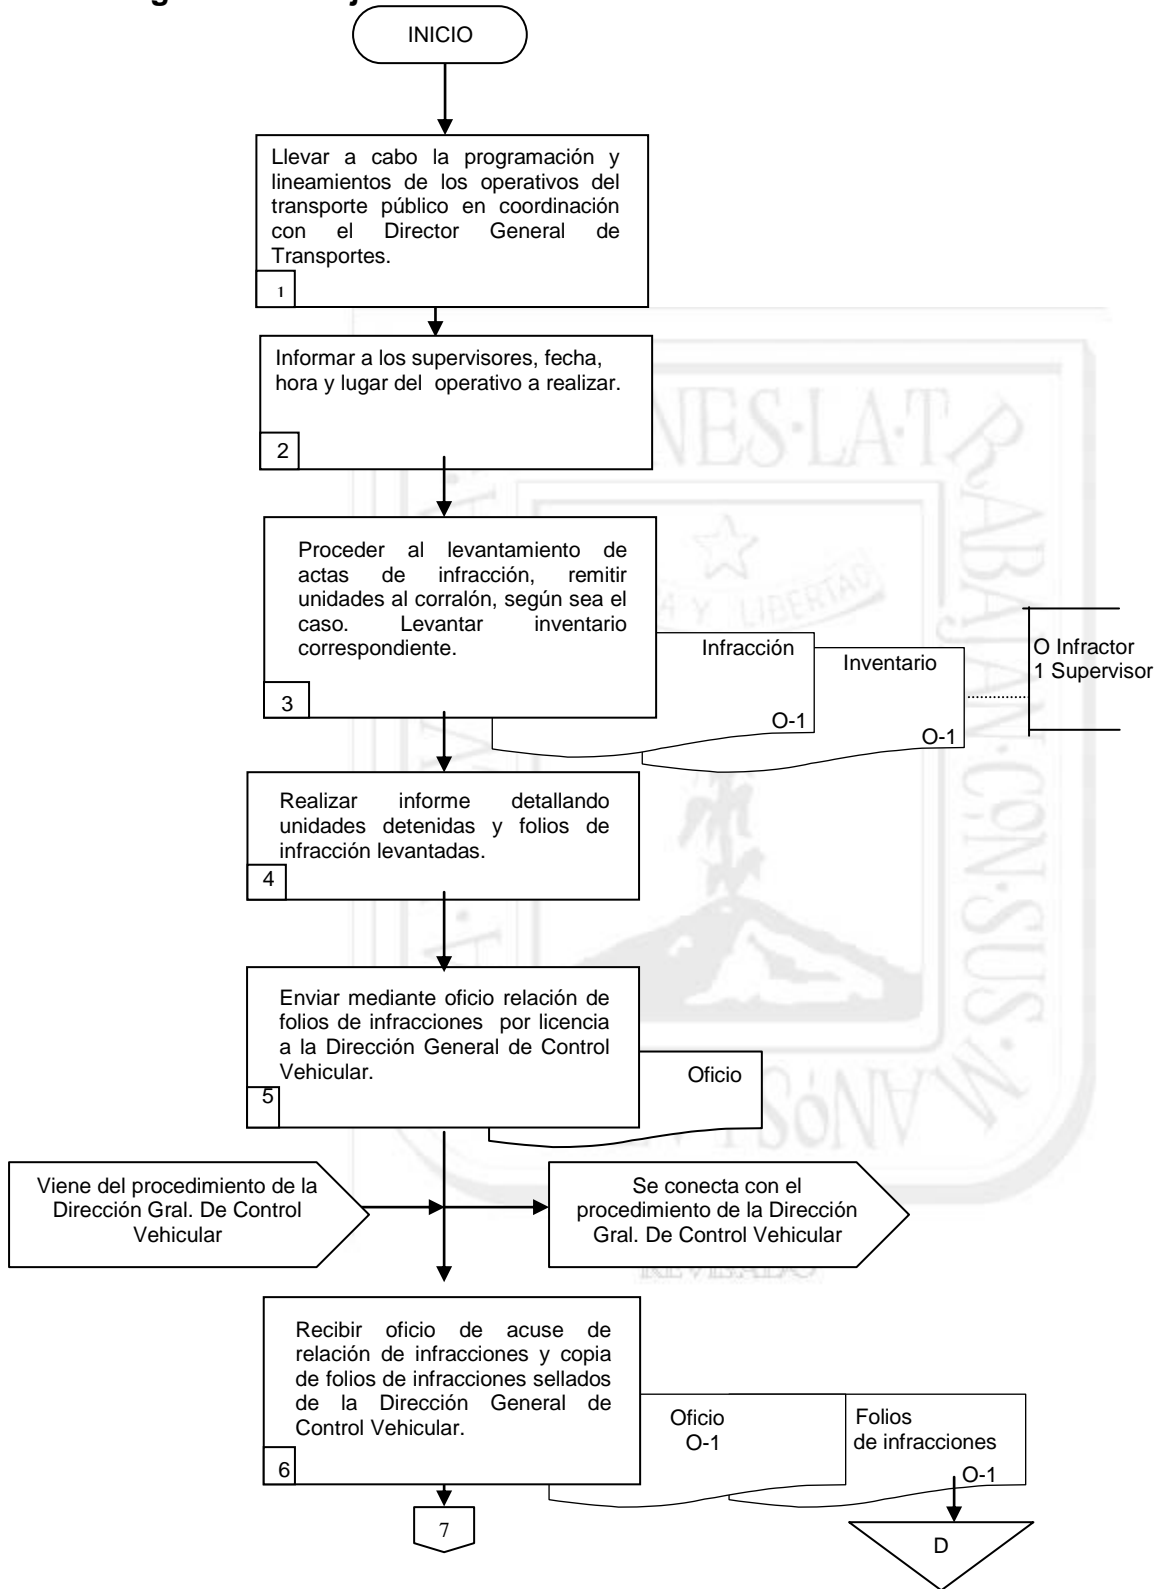 INICIO
Llevar a cabo la programación y
lineamientos de los operativos del
transporte público en coordinación
con el Director General de
Transportes.
1
Informar a los supervisores, fecha,
hora y lugar del operativo a realizar.
2
Proceder al levantamiento de
actas de infracción, remitir
unidades al corralón, según sea el
caso. Levantar inventario
correspondiente.
3
Infracción
O-1
Inventario
O-1
O Infractor
1 Supervisor
Realizar informe detallando
unidades detenidas y folios de
infracción levantadas.
4
Enviar mediante oficio relación de
folios de infracciones por licencia
a la Dirección General de Control
Vehicular.
5
Oficio
Viene del procedimiento de la
Dirección Gral. De Control
Vehicular
Se conecta con el
procedimiento de la Dirección
Gral. De Control Vehicular
REVISADO
Recibir oficio de acuse de
relación de infracciones y copia
de folios de infracciones sellados
de la Dirección General de
Control Vehicular.
6
Oficio
O-1
Folios
de infracciones
O-1
7
D